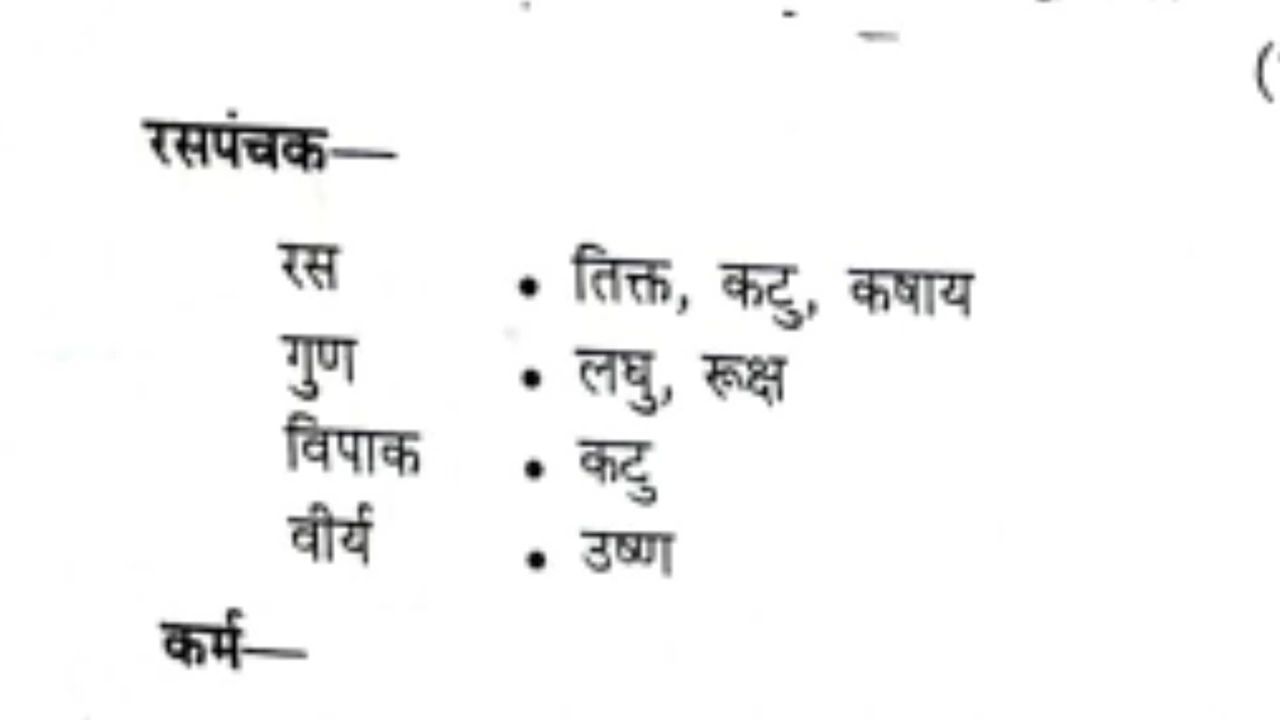 रसपंचक—
रस • तिक्त, कटु, कषाय
गुण • लघु, रूक्ष
विपाक • कटु
वीर्य • उष्ण
कर्म—